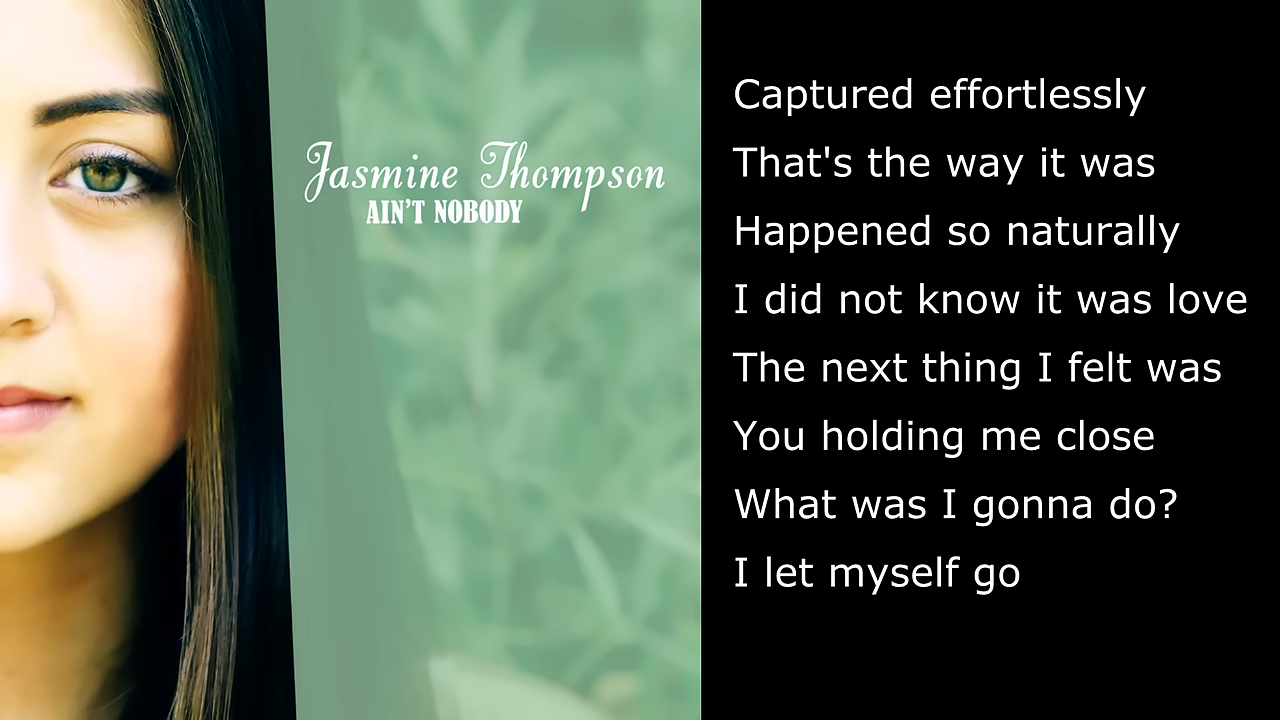 Jasmine Thompson
AIN'T NOBODY
Captured effortlessly
That's the way it was
Happened so naturally
I did not know it was love
The next thing I felt was
You holding me close
What was I gonna do?
I let myself go